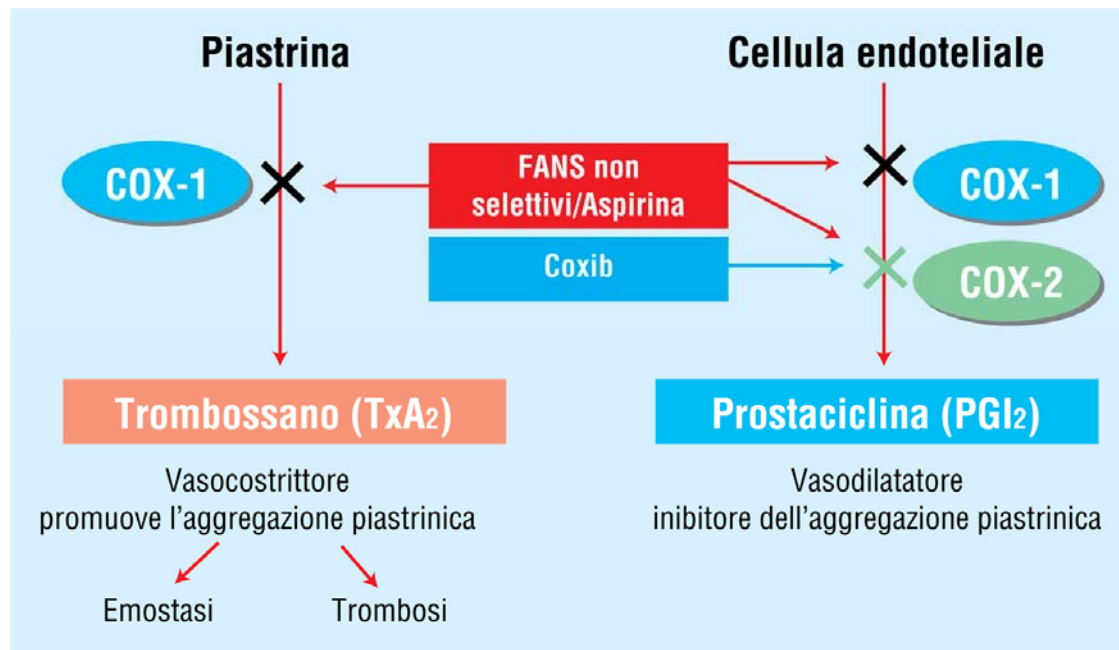 Piastrina
Cellula endoteliale
COX-1
FANS non
selettivi/Aspirina
COX-1
Coxib
COX-2
Trombossano (TxA₂)
Prostaciclina (PGI₂)
Vasocostrittore
promuove l’aggregazione piastrinica
Vasodilatatore
inibitore dell’aggregazione piastrinica
Emostasi
Trombosi